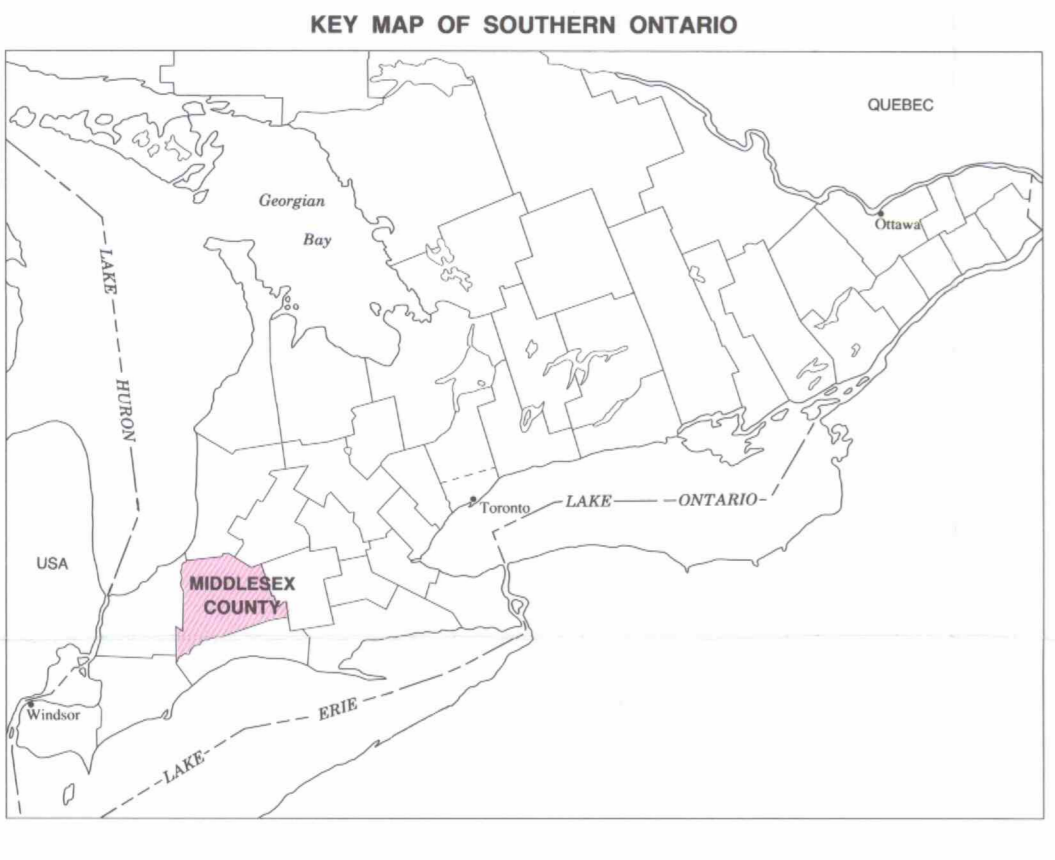 KEY MAP OF SOUTHERN ONTARIO
QUEBEC
Georgian
Bay
Ottawa
LAKE
HURON
Toronto
LAKE
ONTARIO
USA
MIDDLESEX
COUNTY
Windsor
ERIE
LAKE